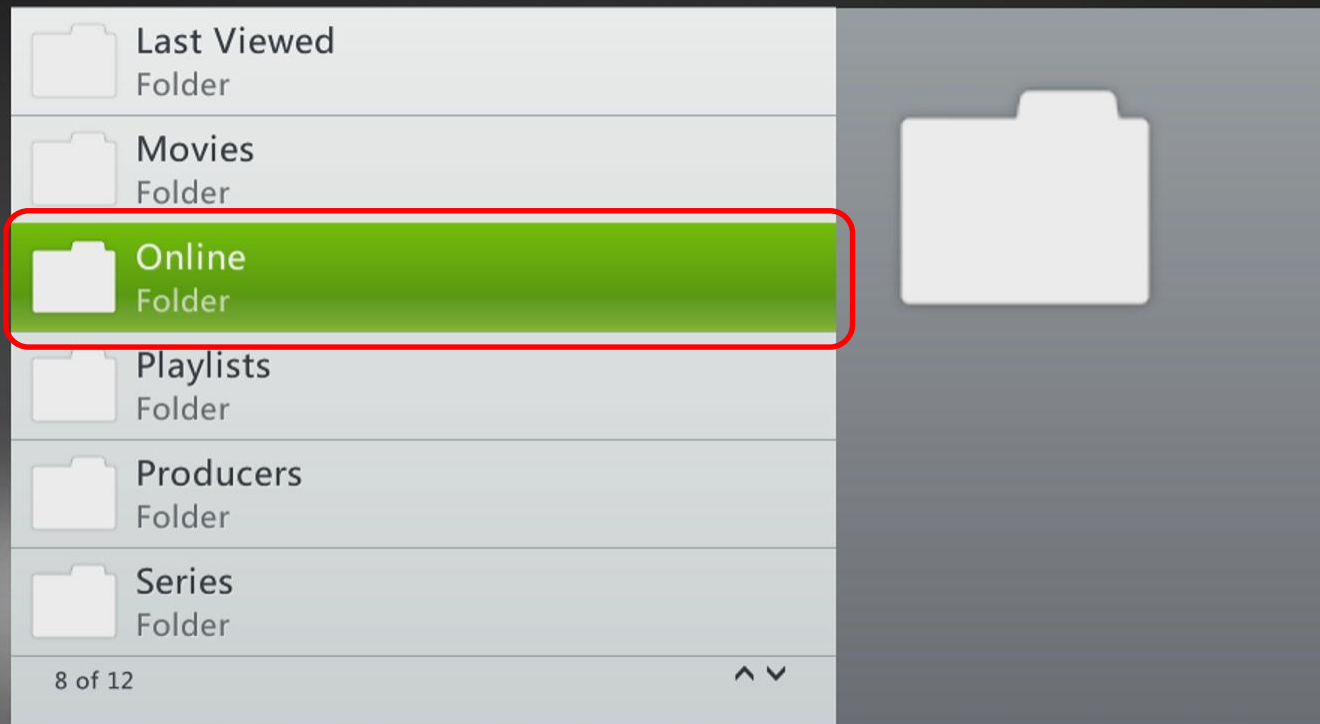 Last Viewed
Folder
Movies
Folder
Online
Folder
Playlists
Folder
Producers
Folder
Series
Folder
8 of 12